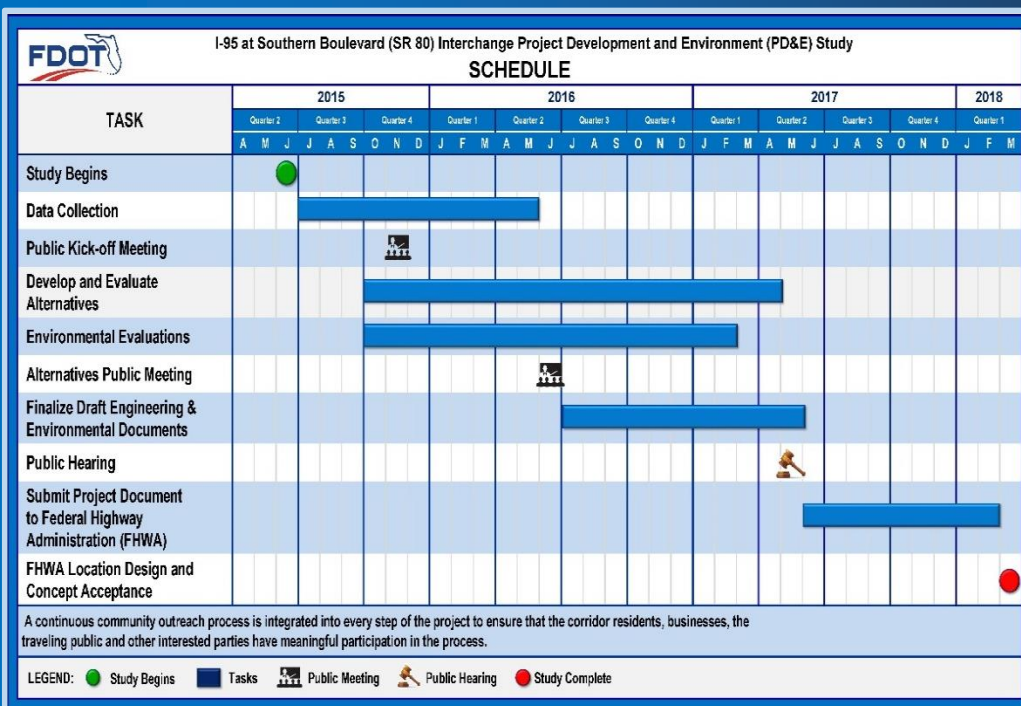 FDOT
I-95 at Southern Boulevard (SR 80) Interchange Project Development and Environment (PD&E) Study
SCHEDULE
TASK
2015 2016 2017 2018
Quarter 2 Quarter 3 Quarter 4 Quarter 1 Quarter 2 Quarter 3 Quarter 4 Quarter 1 Quarter 2 Quarter 3 Quarter 4 Quarter 1
A M J J A S O N D J F M A M J J A S O N D J F M A M J J A S O N D J F M
Study Begins
Data Collection
Public Kick-off Meeting
Develop and Evaluate
Alternatives
Environmental Evaluations
Alternatives Public Meeting
Finalize Draft Engineering &
Environmental Documents
Public Hearing
Submit Project Document
to Federal Highway
Administration (FHWA)
FHWA Location Design and
Concept Acceptance
A continuous community outreach process is integrated into every step of the project to ensure that the corridor residents, businesses, the
traveling public and other interested parties have meaningful participation in the process.
LEGEND: Study Begins Tasks Public Meeting Public Hearing Study Complete